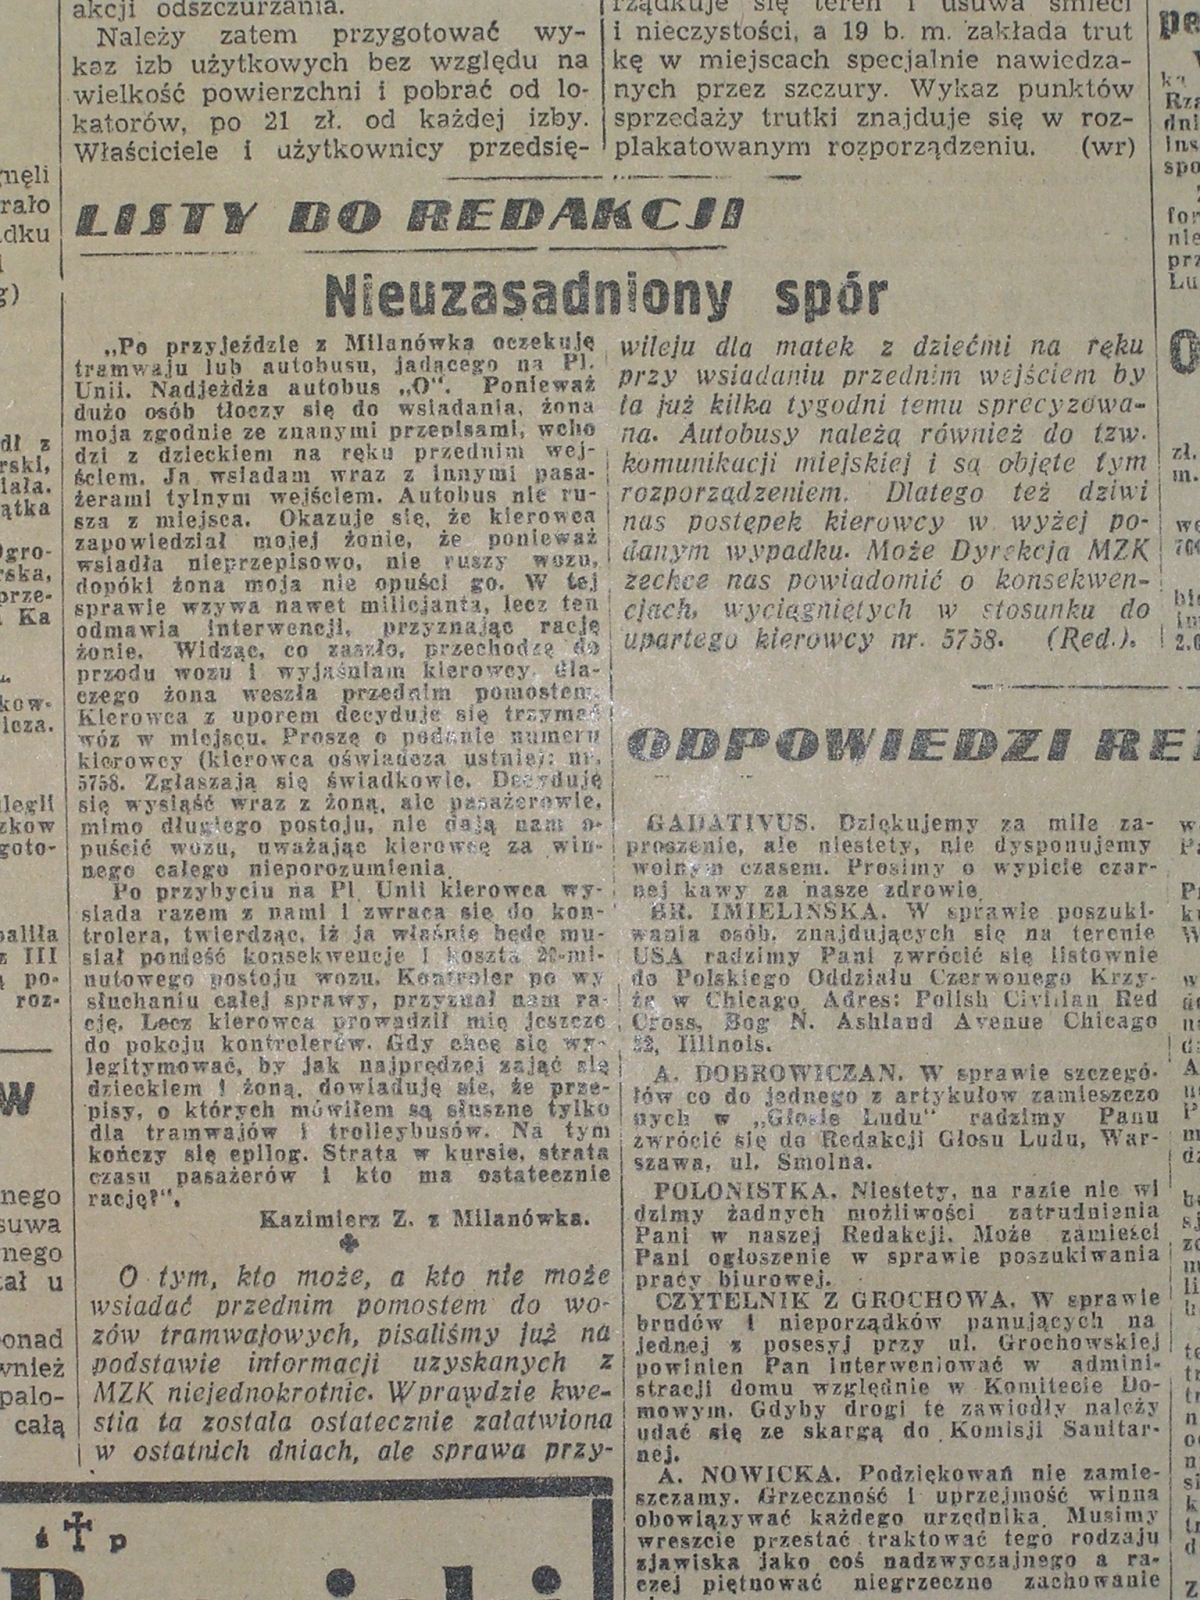 akcji odszczurzania.
Należy zatem przygotować wy-
kaz izb użytkowych bez względu na
wielkość powierzchni i pobrać od lo-
katorów, po 21 zł. od każdej izby.
Właściciele i użytkownicy przedsię-
rządkuje się teren i usuwa śmieci
i nieczystości, a 19 b. m. zakłada trut
kę w miejscach specjalnie nawiedza-
nych przez szczury. Wykaz punktów
sprzedaży trutki znajduje się w roz-
plakatowanym rozporządzeniu. (wr)
LISTY DO REDAKCJI
Nieuzasadniony spór
„Po przyjeździe z Milanówka oczekuję
tramwaju lub autobusu, jadącego na Pl.
Unii. Nadjeżdża autobus „O“. Ponieważ
dużo osób tłoczy się do wsiadania, żona
moja zgodnie ze znanymi przepisami, wcho
dzi z dzieckiem na ręku przednim wej-
ściem. Ja wsiadam wraz z innymi pasa-
żerami tylnym wejściem. Autobus nie ru-
sza z miejsca. Okazuje się, że kierowca
zapowiedział mojej żonie, że ponieważ
wsiadła nieprzepisowo, nie ruszy wozu,
dopóki żona moja nie opuści go. W tej
sprawie wzywa nawet milicjanta, lecz ten
odmawia interwencji, przyznając rację
żonie. Widząc, co zaszło, przechodzę do
przodu wozu i wyjaśniam kierowcy, dla-
czego żona weszła przednim pomostem.
Kierowca z uporem decyduje się trzymać
wóz w miejscu. Proszę o podanie numeru
kierowcy (kierowca oświadcza ustnie): nr.
5758. Zgłaszają się świadkowie. Decyduję
się wysiąść wraz z żoną, ale pasażerowie,
mimo długiego postoju, nie dają nam o-
puścić wozu, uważając kierowcę za win-
nego całego nieporozumienia.
Po przybyciu na Pl. Unii kierowca wy-
siada razem z nami i zwraca się do kon-
trolera, twierdząc, iż ja właśnie będę mu-
siał ponieść konsekwencje i koszta 20-mi-
nutowego postoju wozu. Kontroler po wy
słuchaniu całej sprawy, przyznał nam ra-
cję. Lecz kierowca prowadził mię jeszcze
do pokoju kontrolerów. Gdy chcę się wy-
legitymować, by jak najprędzej zająć się
dzieckiem i żoną, dowiaduję się, że prze-
pisy, o których mówiłem są słuszne tylko
dla tramwajów i trolleybusów. Na tym
kończy się epilog. Strata w kursie, strata
czasu pasażerów i kto ma ostatecznie
rację?“.
Kazimierz Z. z Milanówka.
O tym, kto może, a kto nie może
wsiadać przednim pomostem do wo-
zów tramwajowych, pisaliśmy już na
podstawie informacji uzyskanych z
MZK niejednokrotnie. Wprawdzie kwe-
stia ta została ostatecznie załatwiona
w ostatnich dniach, ale sprawa przy-
wileju dla matek z dziećmi na ręku
przy wsiadaniu przednim wejściem by
ła już kilka tygodni temu sprecyzowa-
na. Autobusy należą również do tzw.
komunikacji miejskiej i są objęte tym
rozporządzeniem. Dlatego też dziwi
nas postępek kierowcy w wyżej po-
danym wypadku. Może Dyrekcja MZK
zechce nas powiadomić o konsekwen-
cjach, wyciągniętych w stosunku do
upartego kierowcy nr. 5758. (Red.).
ODPOWIEDZI RE
GADATIVUS. Dziękujemy za miłe za-
proszenie, ale niestety, nie dysponujemy
wolnym czasem. Prosimy o wypicie czar-
nej kawy za nasze zdrowie.
BR. IMIELIŃSKA. W sprawie poszuki-
wania osób, znajdujących się na terenie
USA radzimy Pani zwrócić się listownie
do Polskiego Oddziału Czerwonego Krzy-
ża w Chicago. Adres: Polish Civilian Red
Cross, Bog N. Ashland Avenue Chicago
22, Illinois.
A. DOBROWICZAN. W sprawie szczegó-
łów co do jednego z artykułów zamieszczo
nych w „Głosie Ludu“ radzimy Panu
zwrócić się do Redakcji Głosu Ludu, War-
szawa, ul. Smolna.
POLONISTKA. Niestety, na razie nie wi
dzimy żadnych możliwości zatrudnienia
Pani w naszej Redakcji. Może zamieści
Pani ogłoszenie w sprawie poszukiwania
pracy biurowej.
CZYTELNIK Z GROCHOWA. W sprawie
brudów i nieporządków panujących na
jednej z posesyj przy ul. Grochowskiej
powinien Pan interweniować w admini-
stracji domu względnie w Komitecie Do-
mowym. Gdyby drogi te zawiodły należy
udać się ze skargą do Komisji Sanitar-
nej.
A. NOWICKA. Podziękowań nie zamie-
szczamy. Grzeczność i uprzejmość winna
obowiązywać każdego urzędnika. Musimy
wreszcie przestać traktować tego rodzaju
zjawiska jako coś nadzwyczajnego a ra-
czej piętnować niegrzeczne zachowanie
ś † p